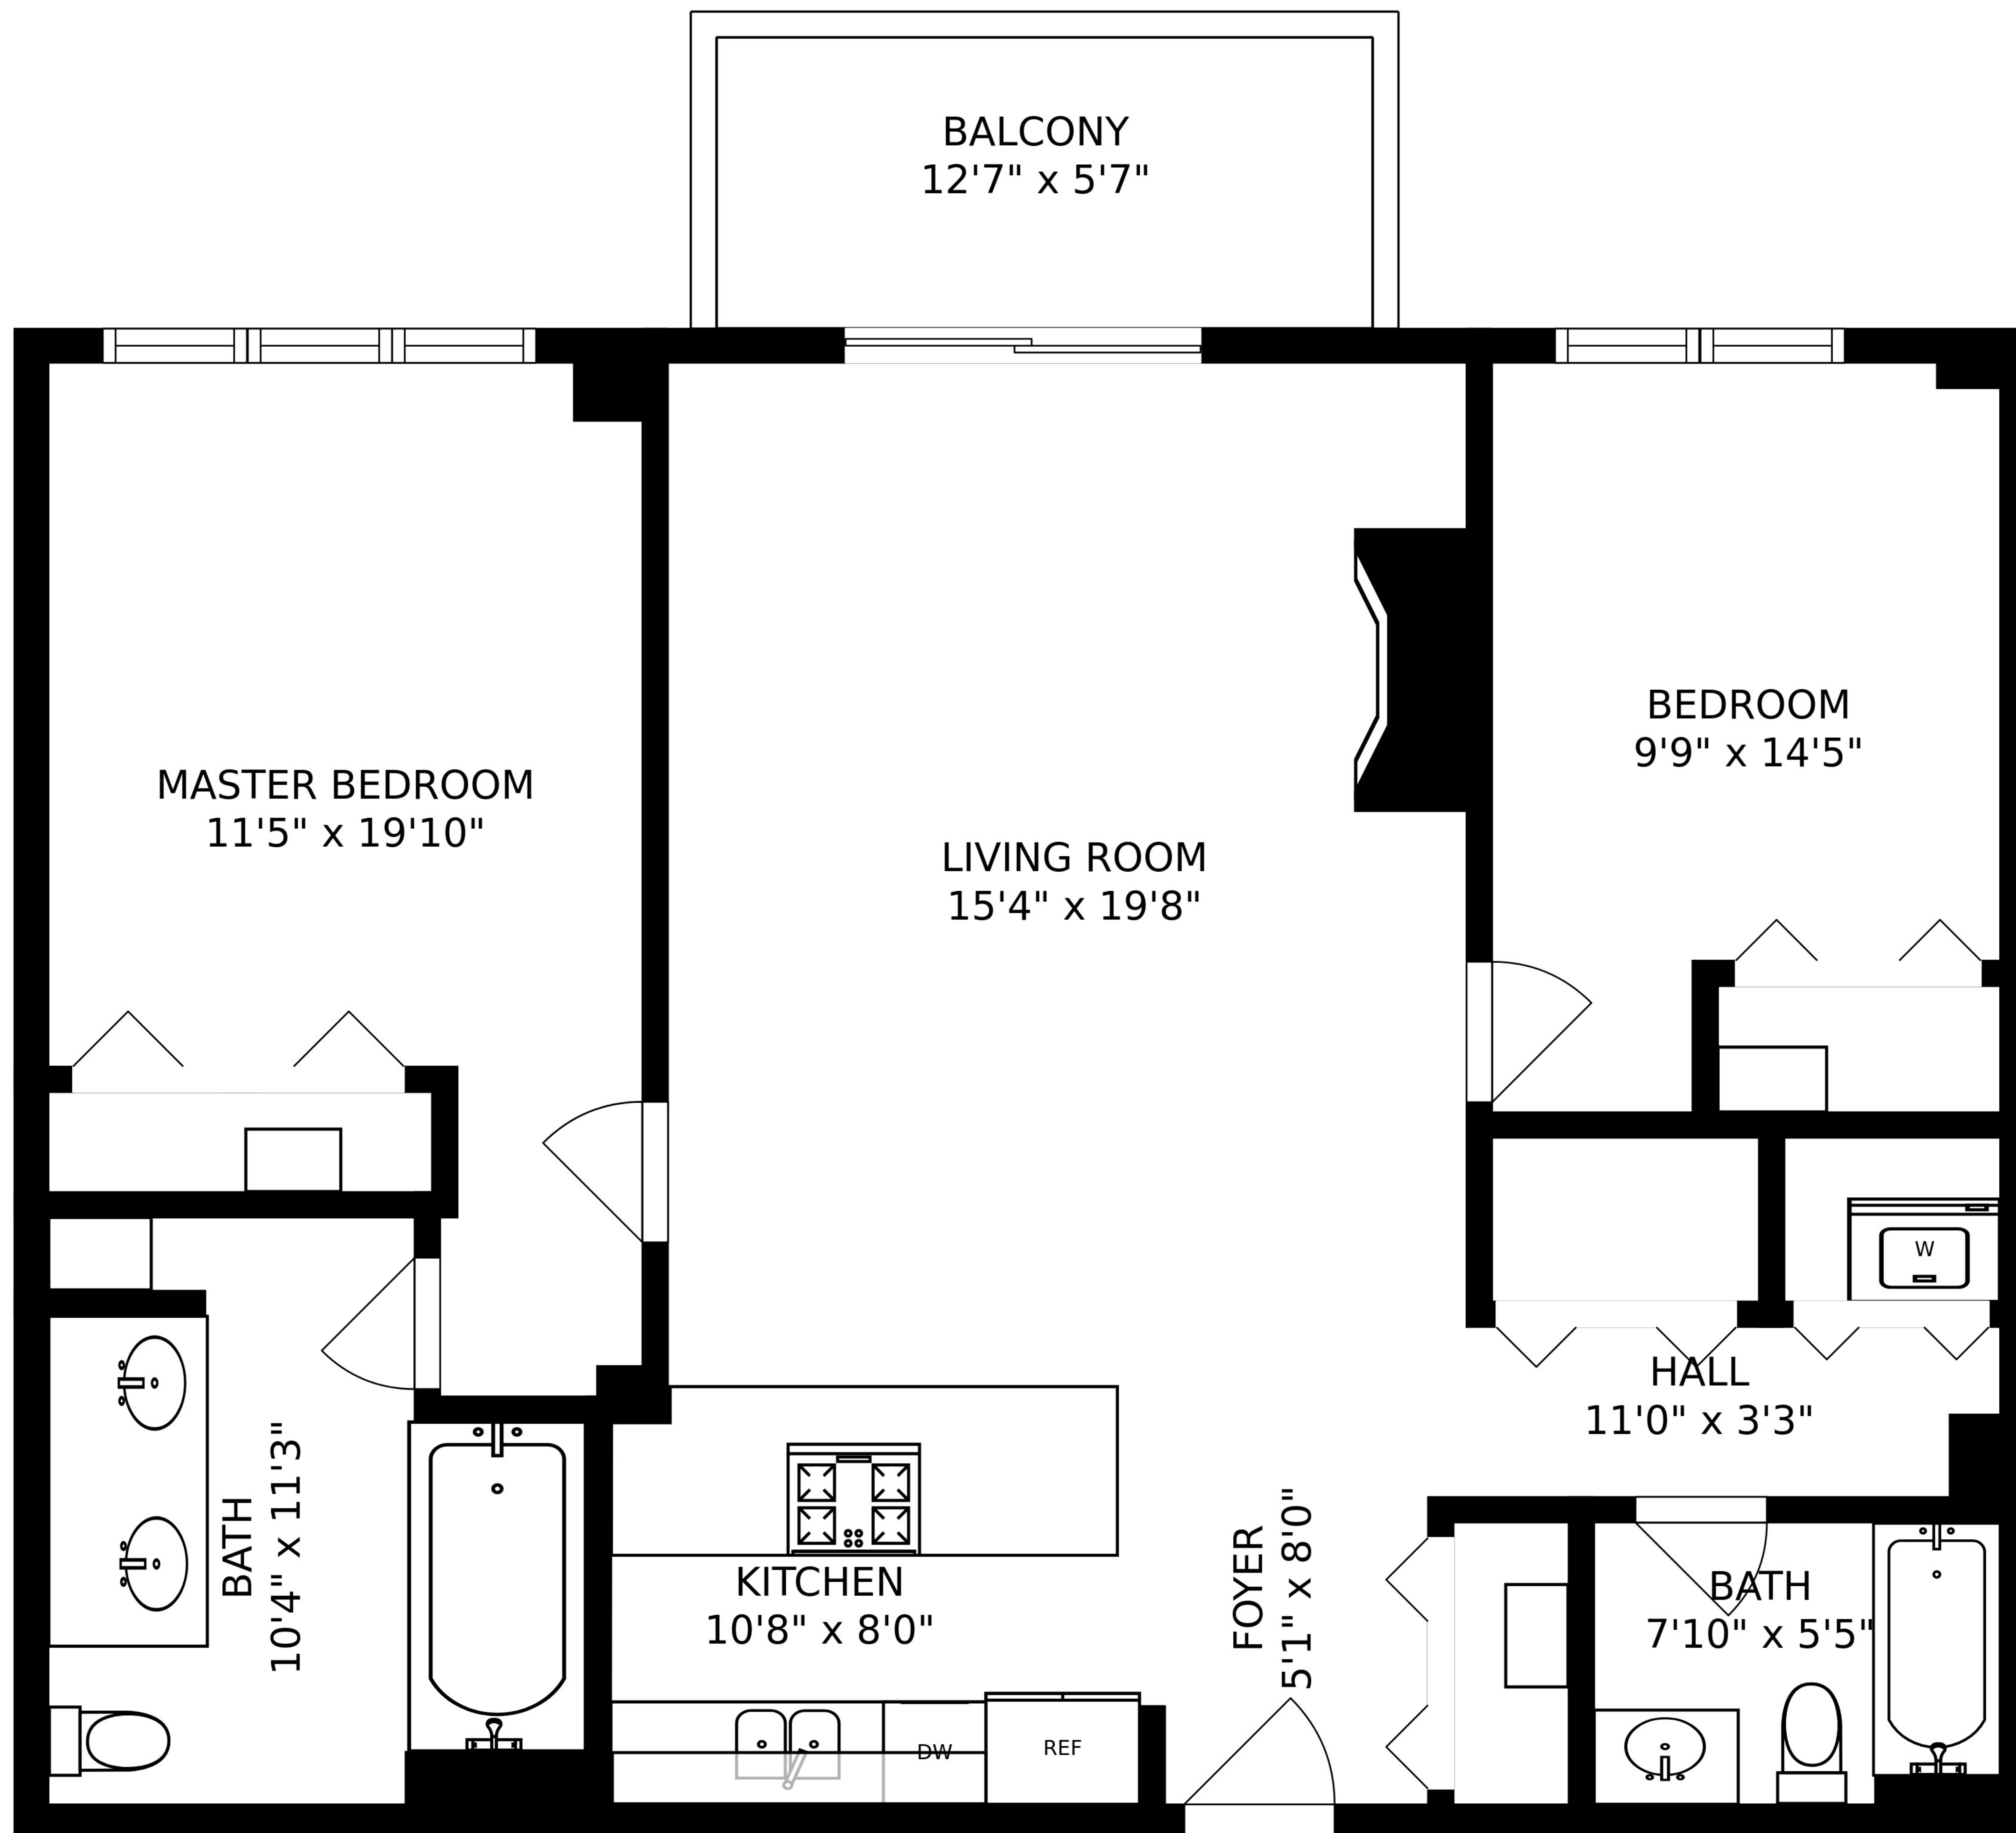 BALCONY
12'7" x 5'7"
BEDROOM
9'9" x 14'5"
MASTER BEDROOM
11'5" x 19'10"
LIVING ROOM
15'4" x 19'8"
W
HALL
11'0" x 3'3"
BATH
10'4" x 11'3"
KITCHEN
10'8" x 8'0"
FOYER
5'1" x 8'0"
BATH
7'10" x 5'5"
DW
REF